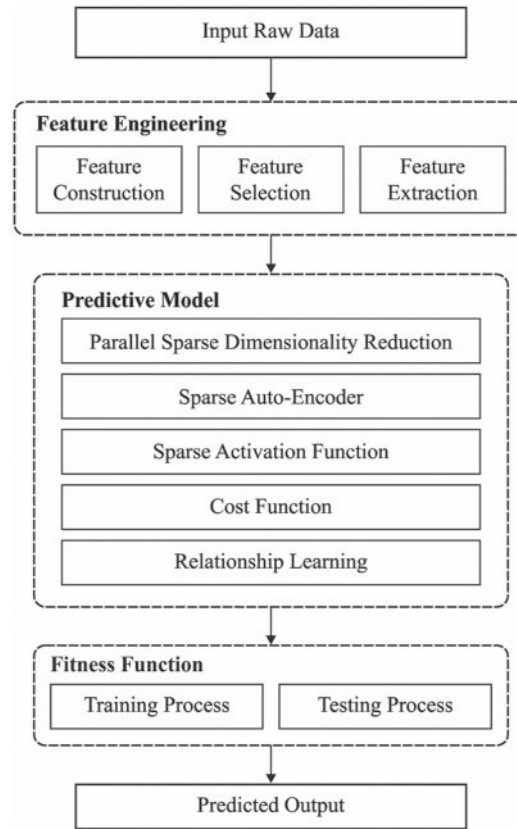 Input Raw Data
Feature Engineering
Feature
Construction
Feature
Selection
Feature
Extraction
Predictive Model
Parallel Sparse Dimensionality Reduction
Sparse Auto-Encoder
Sparse Activation Function
Cost Function
Relationship Learning
Fitness Function
Training Process
Testing Process
Predicted Output